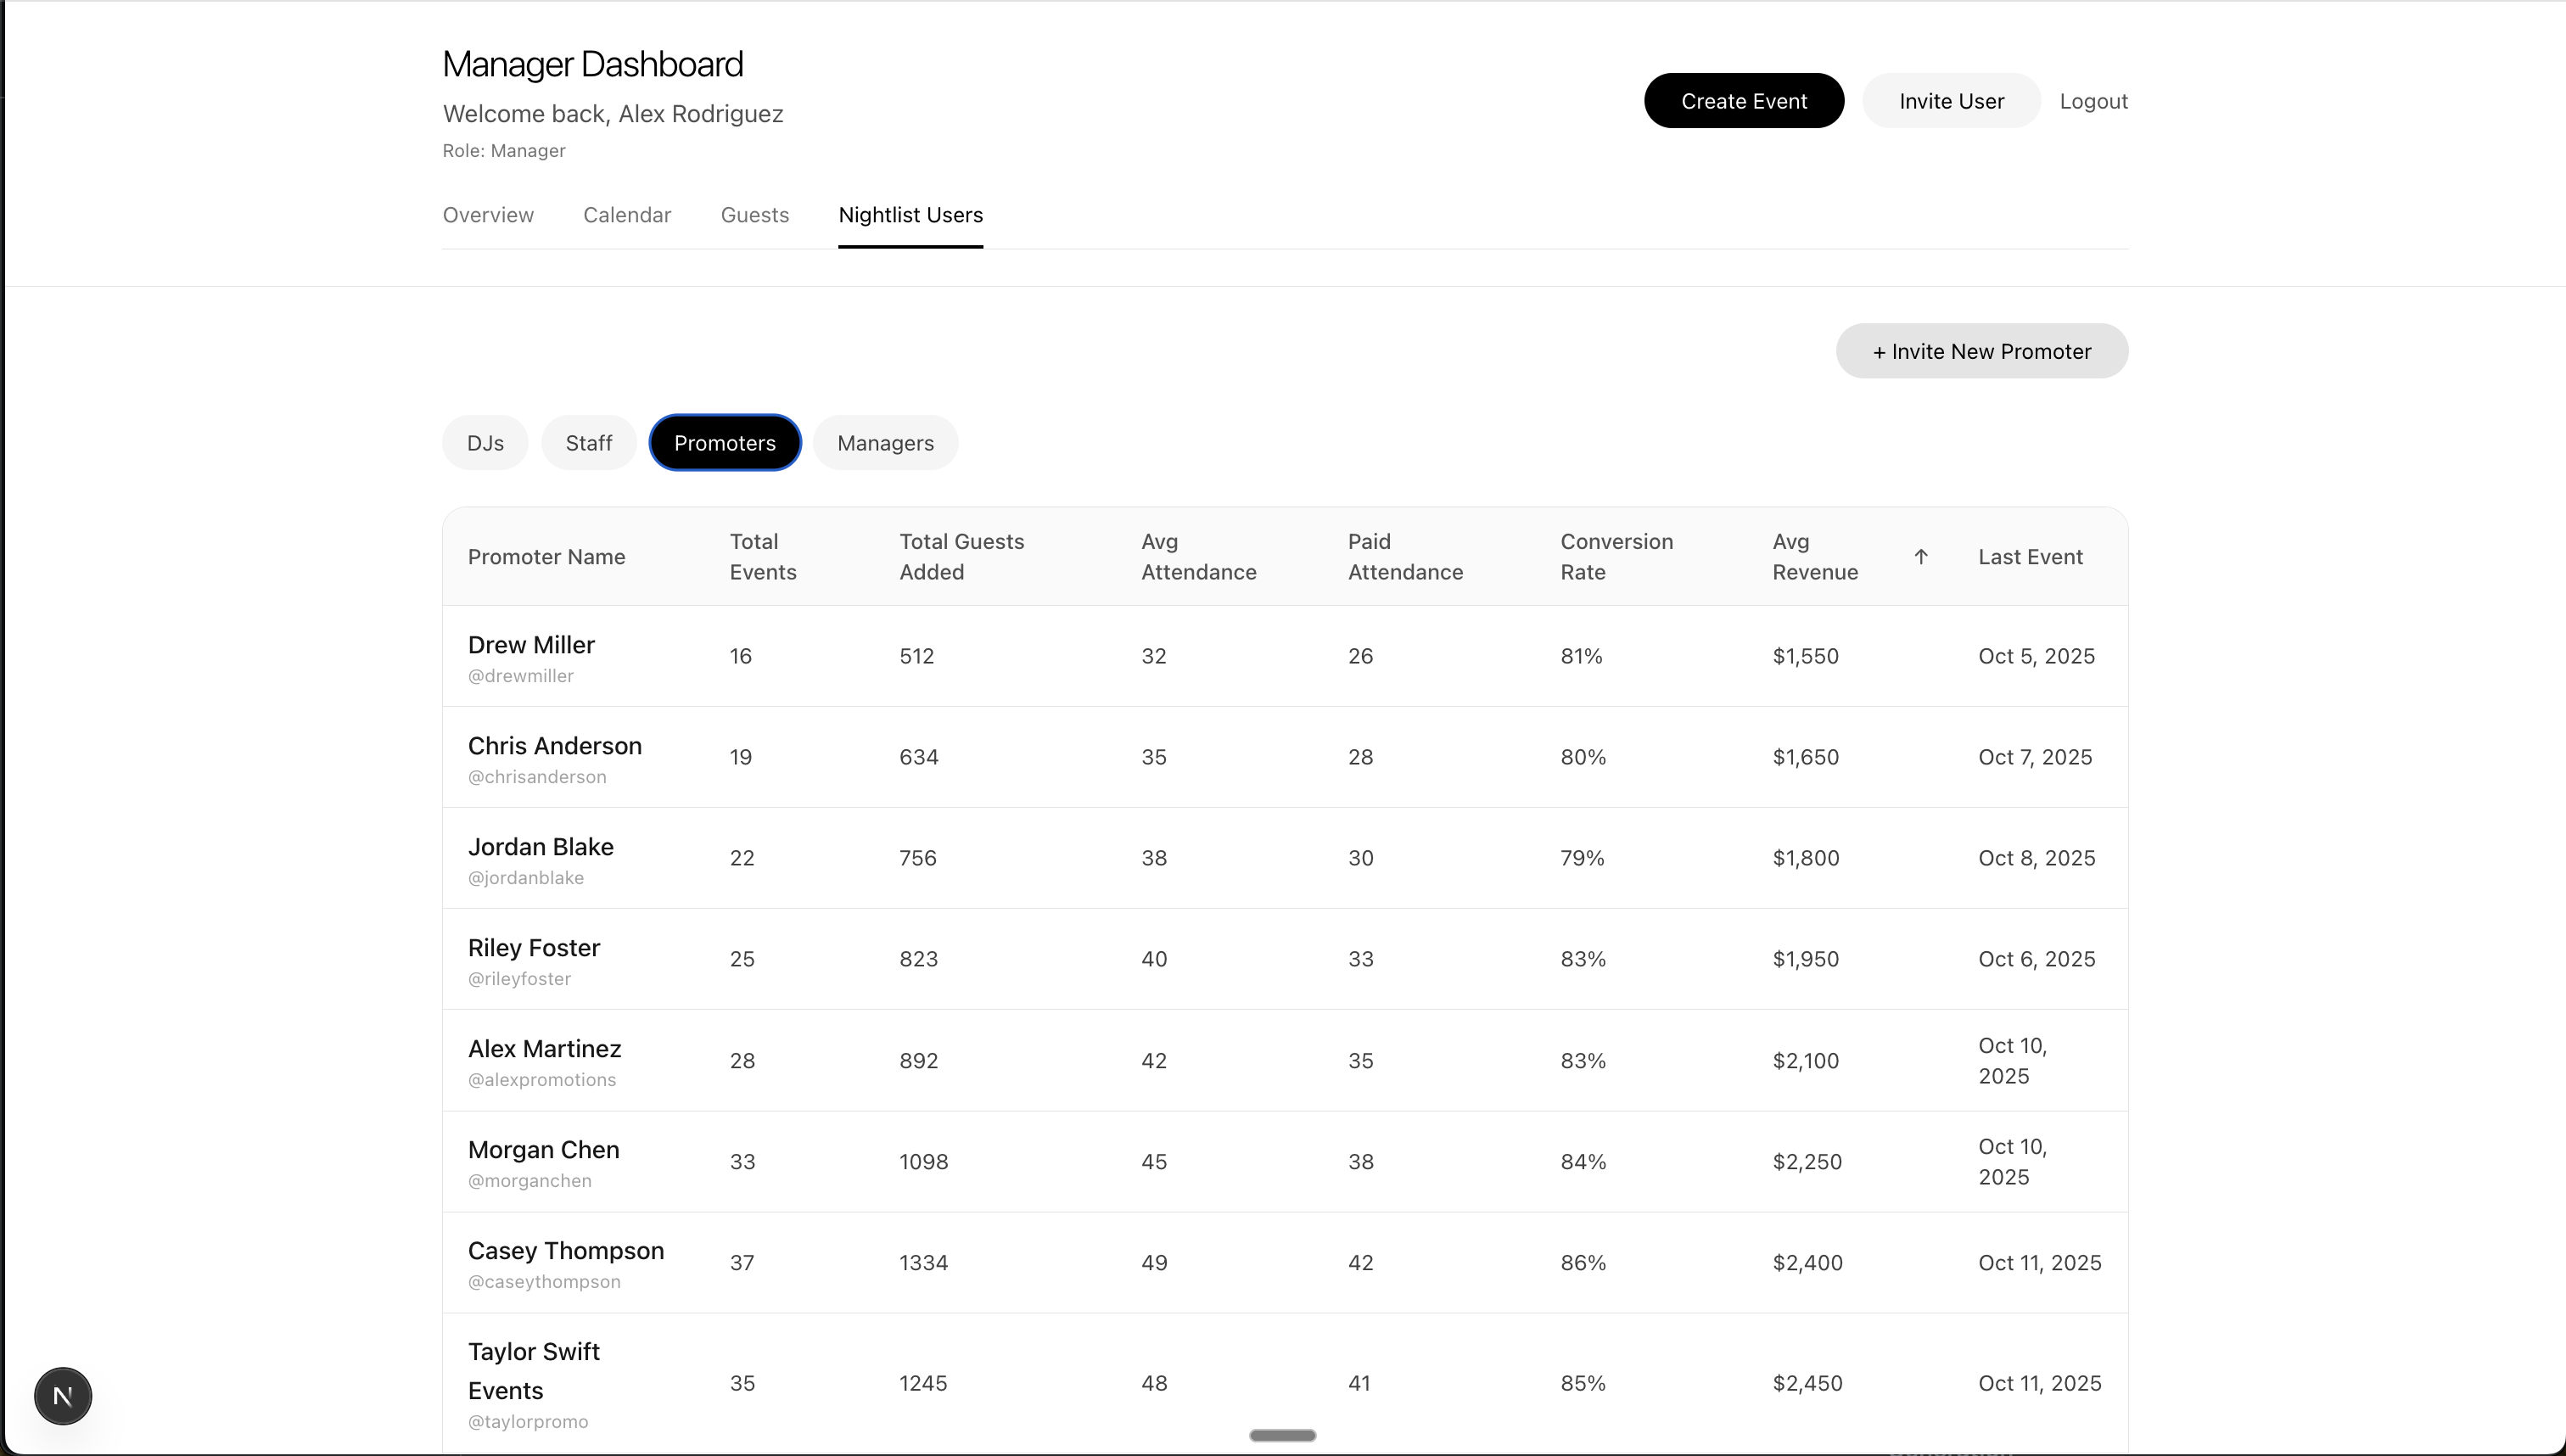 Manager Dashboard
Welcome back, Alex Rodriguez
Role: Manager
Create Event
Invite User
Logout
Overview
Calendar
Guests
Nightlist Users
+ Invite New Promoter
DJs
Staff
Promoters
Managers
Promoter Name
Total
Events
Total Guests
Added
Avg
Attendance
Paid
Attendance
Conversion
Rate
Avg
Revenue
↑
Last Event
Drew Miller
@drewmiller
16
512
32
26
81%
$1,550
Oct 5, 2025
Chris Anderson
@chrisanderson
19
634
35
28
80%
$1,650
Oct 7, 2025
Jordan Blake
@jordanblake
22
756
38
30
79%
$1,800
Oct 8, 2025
Riley Foster
@rileyfoster
25
823
40
33
83%
$1,950
Oct 6, 2025
Alex Martinez
@alexpromotions
28
892
42
35
83%
$2,100
Oct 10,
2025
Morgan Chen
@morganchen
33
1098
45
38
84%
$2,250
Oct 10,
2025
Casey Thompson
@caseythompson
37
1334
49
42
86%
$2,400
Oct 11, 2025
Taylor Swift
Events
@taylorpromo
35
1245
48
41
85%
$2,450
Oct 11, 2025
N